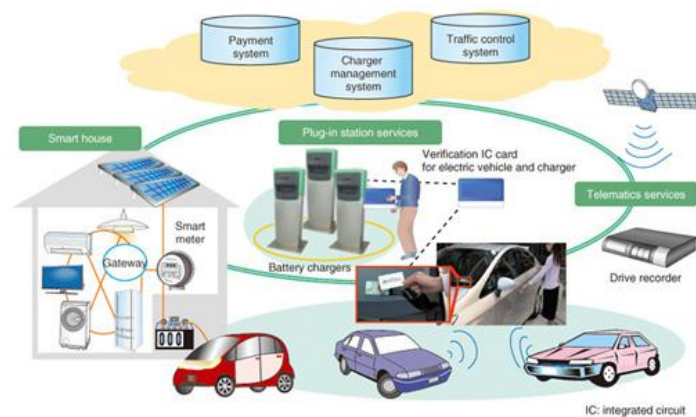 Payment
system
Charger
management
system
Traffic control
system
Smart house
Plug-in station services
Verification IC card
for electric vehicle and charger
Telematics services
Smart
meter
Gateway
Battery chargers
Drive recorder
IC: integrated circuit